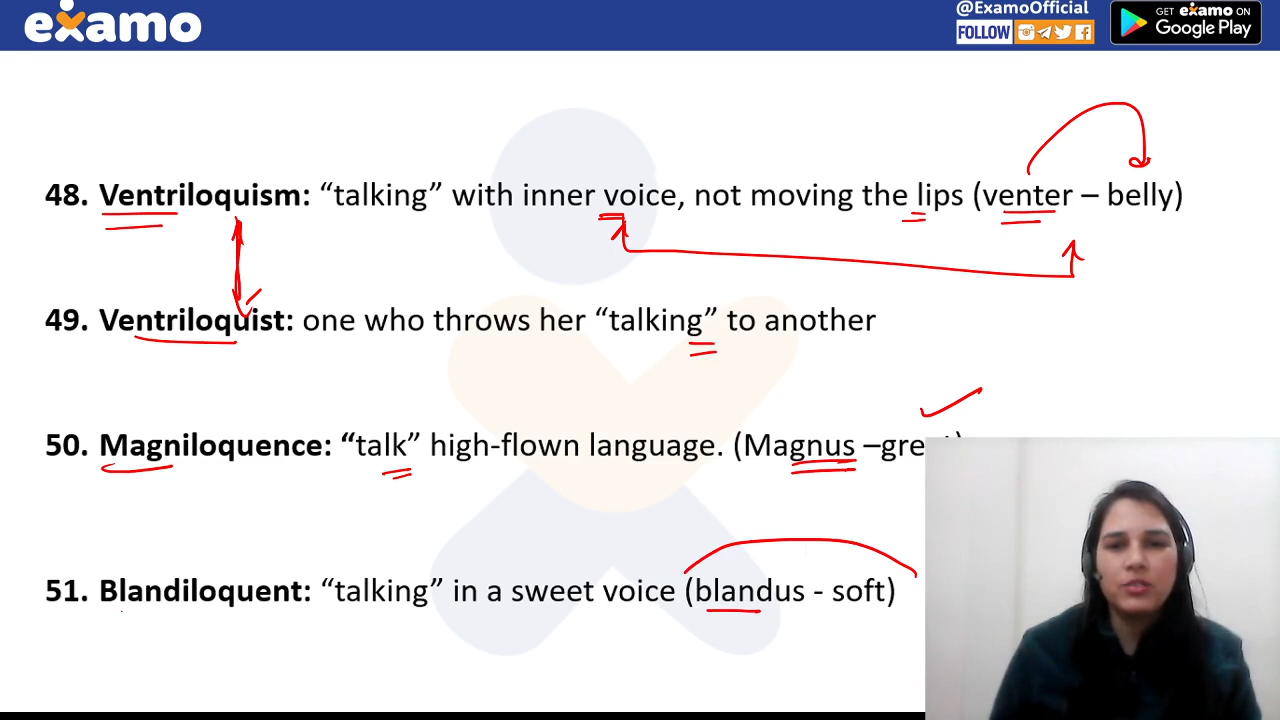 examo
@ExamoOfficial
FOLLOW
GET examo ON
Google Play
48. Ventriloquism: “talking” with inner voice, not moving the lips (venter – belly)
49. Ventriloquist: one who throws her “talking” to another
50. Magniloquence: “talk” high-flown language. (Magnus –
51. Blandiloquent: “talking” in a sweet voice (blandus - soft)